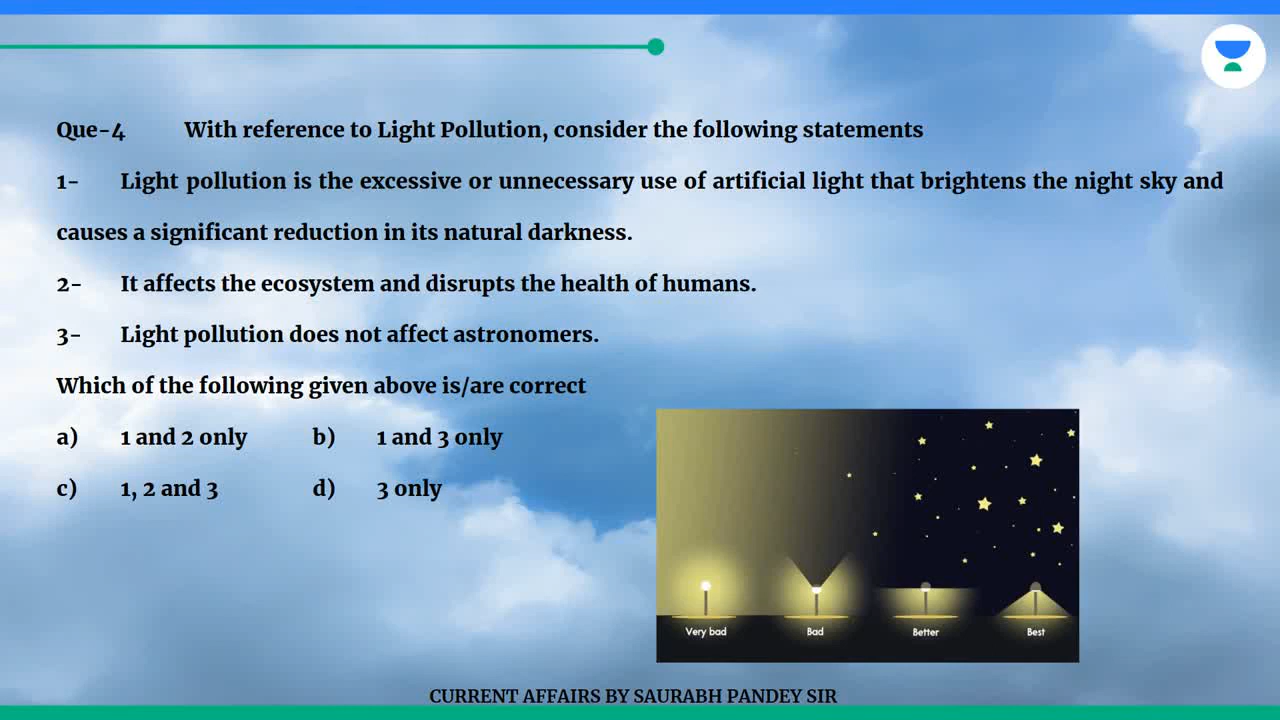 Que-4 With reference to Light Pollution, consider the following statements
1- Light pollution is the excessive or unnecessary use of artificial light that brightens the night sky and
causes a significant reduction in its natural darkness.
2- It affects the ecosystem and disrupts the health of humans.
3- Light pollution does not affect astronomers.
Which of the following given above is/are correct
a) 1 and 2 only b) 1 and 3 only
c) 1, 2 and 3 d) 3 only
Very bad Bad Better Best
CURRENT AFFAIRS BY SAURABH PANDEY SIR